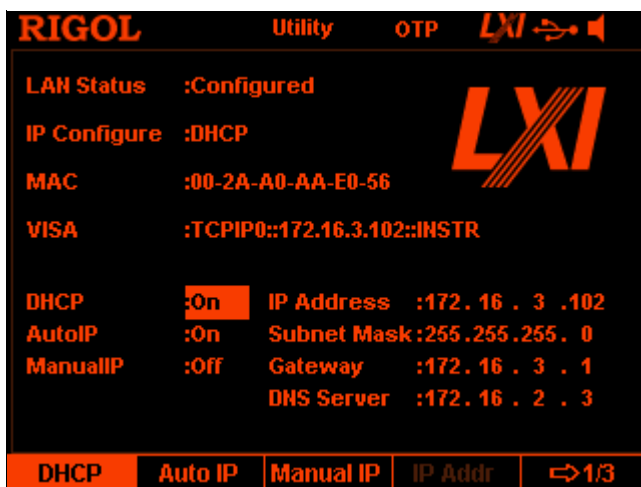 RIGOL Utility OTP LXI
LAN Status :Configured
LXI
IP Configure :DHCP
MAC :00-2A-A0-AA-E0-56
VISA :TCPIP0::172.16.3.102::INSTR
DHCP :On IP Address :172.16.3.102
AutoIP :On Subnet Mask:255.255.255.0
ManualIP :Off Gateway :172.16.3.1
DNS Server :172.16.2.3
DHCP Auto IP Manual IP IP Addr ⇨1/3